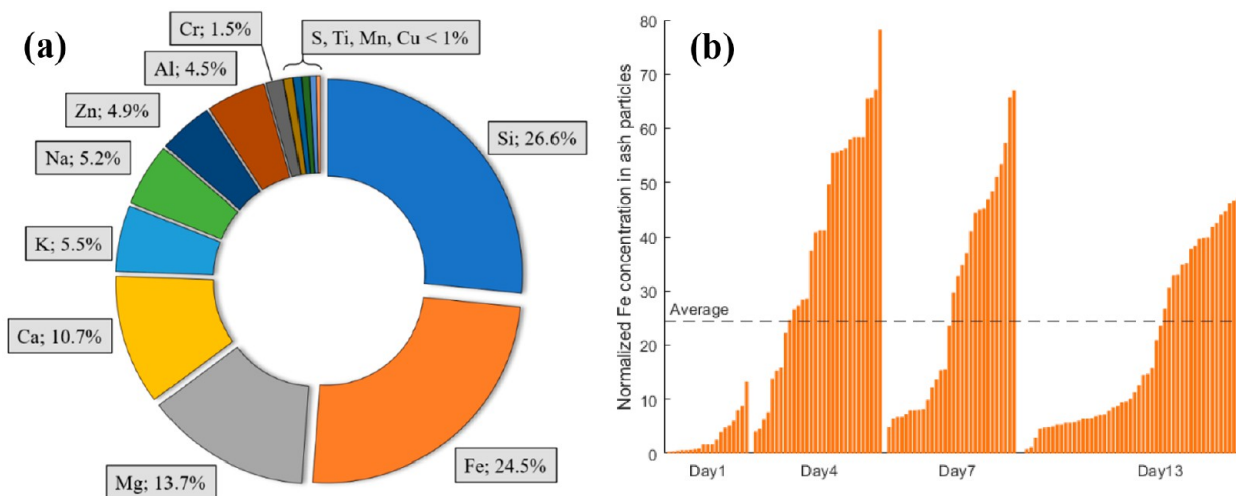 (a)
Cr; 1.5%
S, Ti, Mn, Cu < 1%
Al; 4.5%
Zn; 4.9%
Na; 5.2%
K; 5.5%
Ca; 10.7%
Mg; 13.7%
Fe; 24.5%
Si; 26.6%
(b)
Normalized Fe concentration in ash particles
80
70
60
50
40
30
20
10
0
Average
Day1 Day4 Day7 Day13